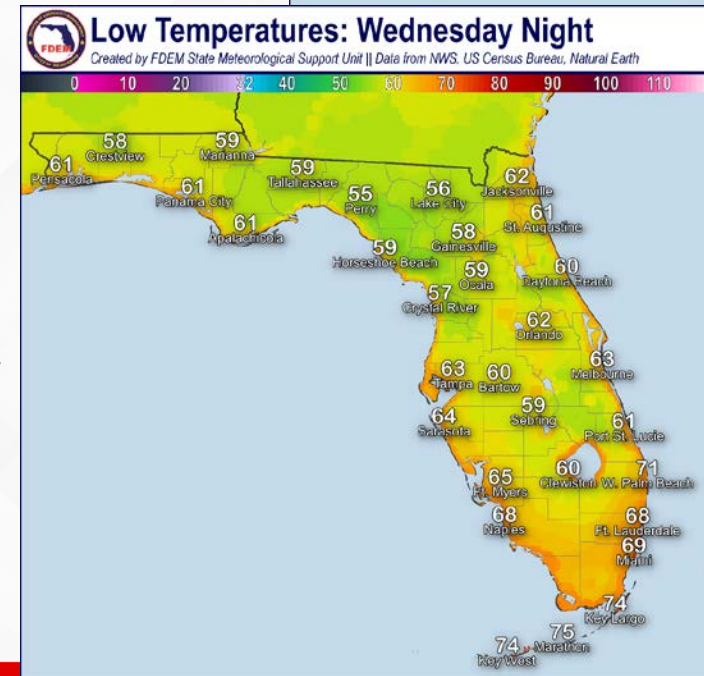 FDEM
Low Temperatures: Wednesday Night
Created by FDEM State Meteorological Support Unit || Data from NWS, US Census Bureau, Natural Earth
0 10 20 32 40 50 60 70 80 90 100 110
58
Crestview
59
Marianna
61
Pensacola
59
Tallahassee
62
Jacksonville
61
Panama City
55
Perry
56
Lake City
61
St. Augustine
61
Apalachicola
58
Gainesville
59
Horseshoe Beach
59
Ocala
60
Daytona Beach
57
Crystal River
62
Orlando
63
Melbourne
63
Tampa
60
Bartow
64
Sarasota
59
Sebring
61
Port St. Lucie
65
Ft. Myers
60
Clewiston
71
W. Palm Beach
68
Naples
68
Ft. Lauderdale
69
Miami
74
Key Largo
75
Marathon
74
Key West